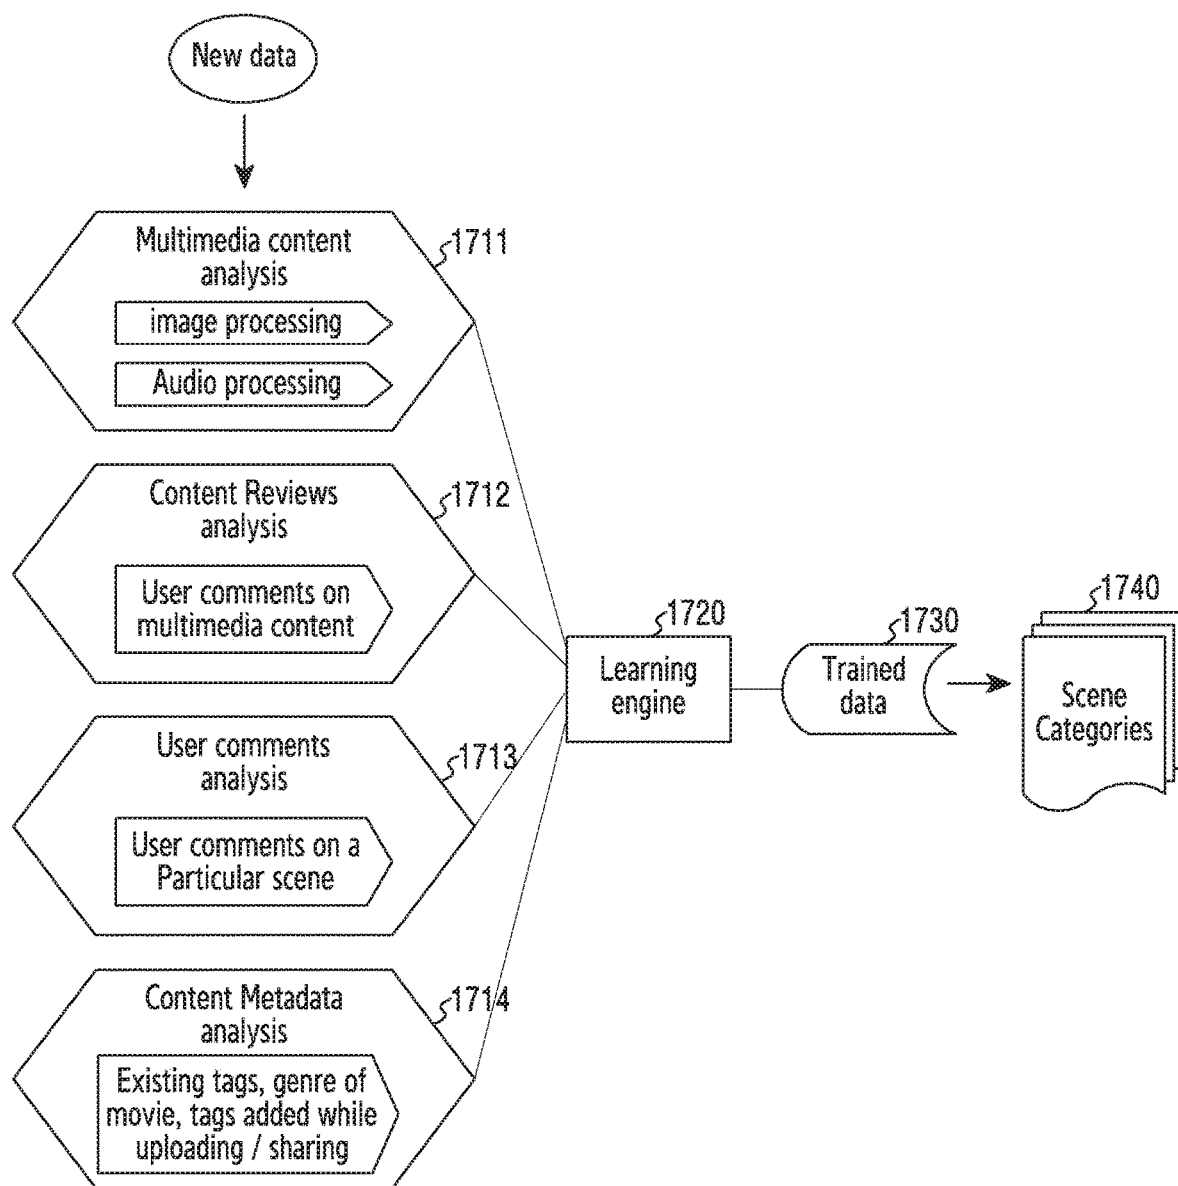 New data
Multimedia content
analysis
1711
image processing
Audio processing
Content Reviews
analysis
1712
User comments on
multimedia content
User comments
analysis
1713
User comments on a
Particular scene
Content Metadata
analysis
1714
Existing tags, genre of
movie, tags added while
uploading / sharing
1720
Learning
engine
1730
Trained
data
1740
Scene
Categories